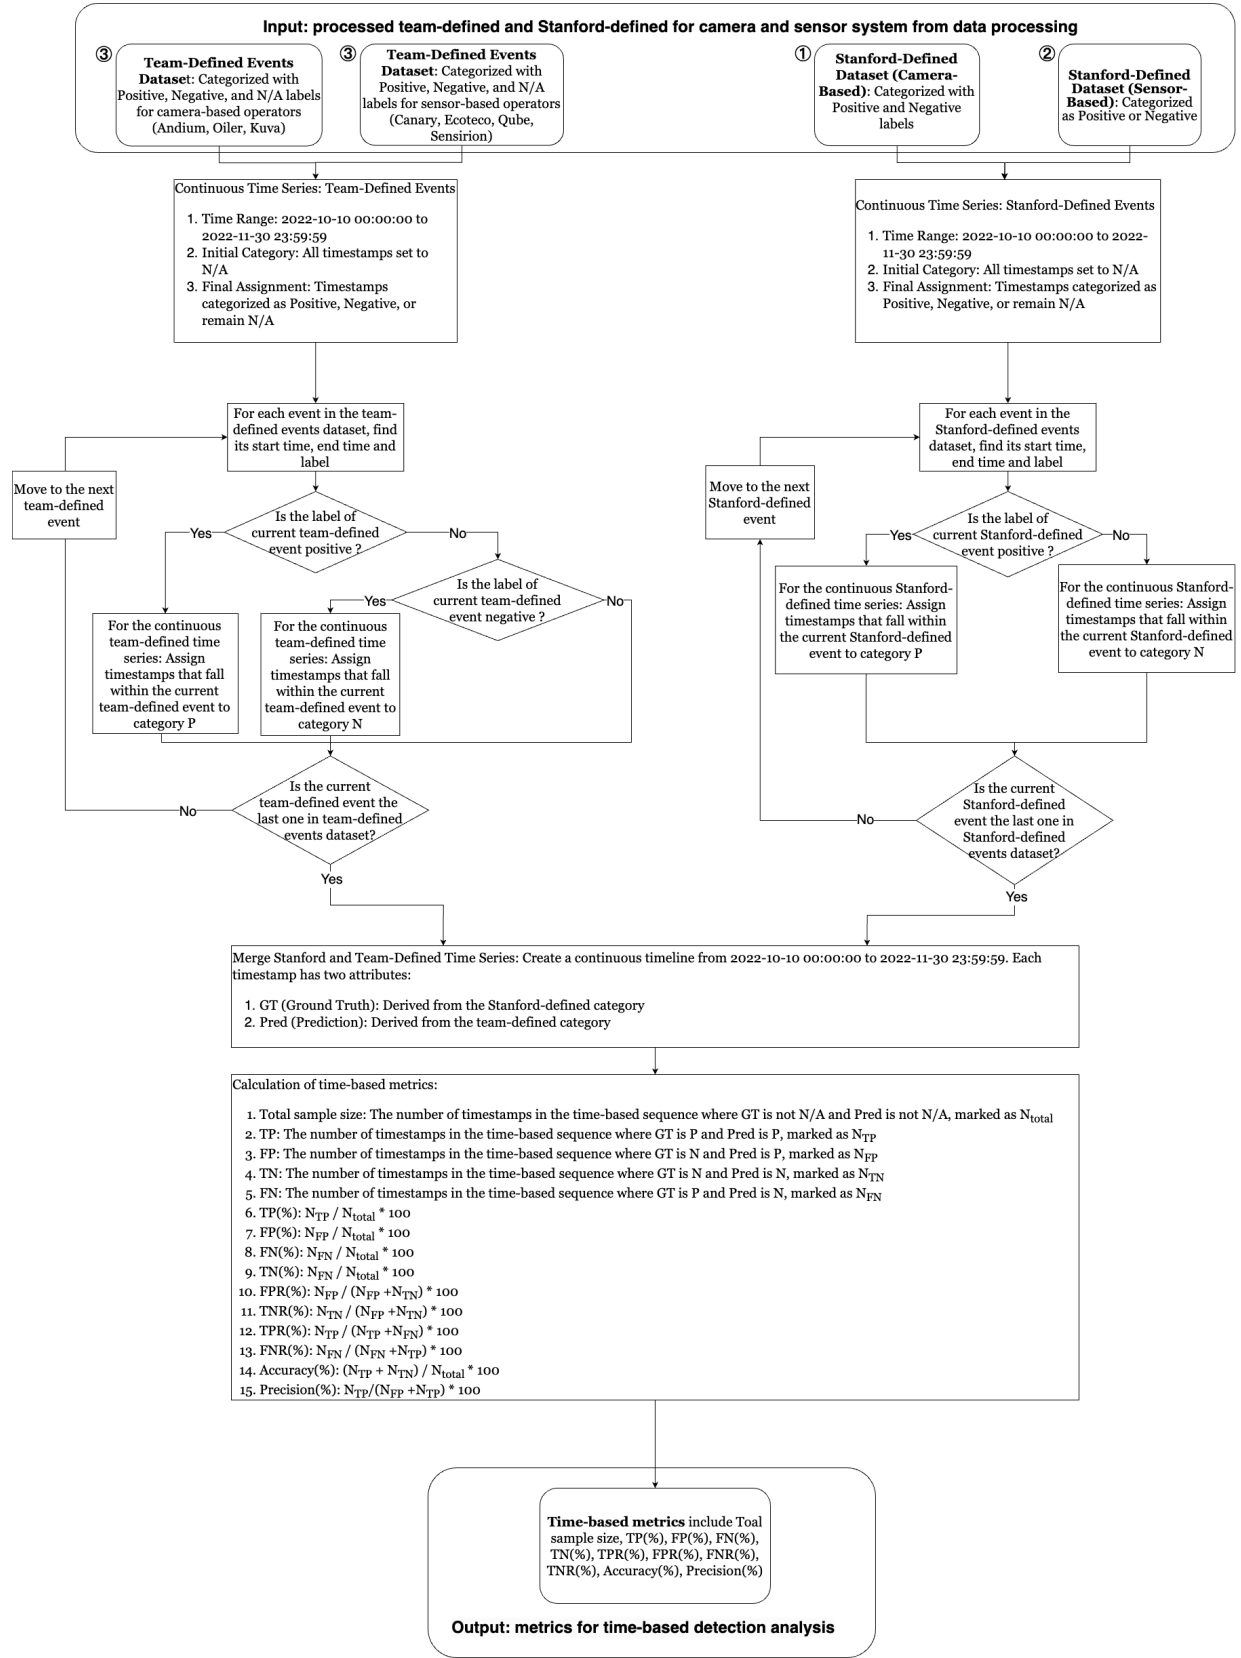 Input: processed team-defined and Stanford-defined for camera and sensor system from data processing
③
Team-Defined Events
Dataset: Categorized with
Positive, Negative, and N/A labels
for camera-based operators
(Andium, Oiler, Kuva)
③
Team-Defined Events
Dataset: Categorized with
Positive, Negative, and N/A
labels for sensor-based operators
(Canary, Ecoteco, Qube,
Sensirion)
①
Stanford-Defined
Dataset (Camera-
Based): Categorized with
Positive and Negative
labels
②
Stanford-Defined
Dataset (Sensor-
Based): Categorized
as Positive or Negative
Continuous Time Series: Team-Defined Events
1. Time Range: 2022-10-10 00:00:00 to
2022-11-30 23:59:59
2. Initial Category: All timestamps set to
N/A
3. Final Assignment: Timestamps
categorized as Positive, Negative, or
remain N/A
Continuous Time Series: Stanford-Defined Events
1. Time Range: 2022-10-10 00:00:00 to 2022-
11-30 23:59:59
2. Initial Category: All timestamps set to N/A
3. Final Assignment: Timestamps categorized as
Positive, Negative, or remain N/A
For each event in the team-
defined events dataset, find
its start time, end time and
label
Move to the next
team-defined
event
Is the label of
current team-defined
event positive ?
Yes
No
Is the label of
current team-defined
event negative ?
Yes
No
For the continuous
team-defined time
series: Assign
timestamps that fall
within the current
team-defined event to
category P
For the continuous
team-defined time
series: Assign
timestamps that fall
within the current
team-defined event to
category N
Is the current
team-defined event the
last one in team-defined
events dataset?
No
Yes
For each event in the
Stanford-defined events
dataset, find its start time,
end time and label
Move to the next
Stanford-defined
event
Is the label of
current Stanford-defined
event positive ?
Yes
No
For the continuous Stanford-
defined time series: Assign
timestamps that fall within
the current Stanford-defined
event to category P
For the continuous Stanford-
defined time series: Assign
timestamps that fall within
the current Stanford-defined
event to category N
Is the current
Stanford-defined
event the last one in
Stanford-defined
events dataset?
No
Yes
Merge Stanford and Team-Defined Time Series: Create a continuous timeline from 2022-10-10 00:00:00 to 2022-11-30 23:59:59. Each
timestamp has two attributes:
1. GT (Ground Truth): Derived from the Stanford-defined category
2. Pred (Prediction): Derived from the team-defined category
Calculation of time-based metrics:
1. Total sample size: The number of timestamps in the time-based sequence where GT is not N/A and Pred is not N/A, marked as Ntotal
2. TP: The number of timestamps in the time-based sequence where GT is P and Pred is P, marked as NTP
3. FP: The number of timestamps in the time-based sequence where GT is N and Pred is P, marked as NFP
4. TN: The number of timestamps in the time-based sequence where GT is N and Pred is N, marked as NTN
5. FN: The number of timestamps in the time-based sequence where GT is P and Pred is N, marked as NFN
6. TP(%): NTP / Ntotal * 100
7. FP(%): NFP / Ntotal * 100
8. FN(%): NFN / Ntotal * 100
9. TN(%): NFN / Ntotal * 100
10. FPR(%): NFP / (NFP +NTN) * 100
11. TNR(%): NTN / (NFP +NTN) * 100
12. TPR(%): NTP / (NTP +NFN) * 100
13. FNR(%): NFN / (NFN +NTP) * 100
14. Accuracy(%): (NTP + NTN) / Ntotal * 100
15. Precision(%): NTP/(NFP +NTP) * 100
Time-based metrics include Toal
sample size, TP(%), FP(%), FN(%),
TN(%), TPR(%), FPR(%), FNR(%),
TNR(%), Accuracy(%), Precision(%)
Output: metrics for time-based detection analysis